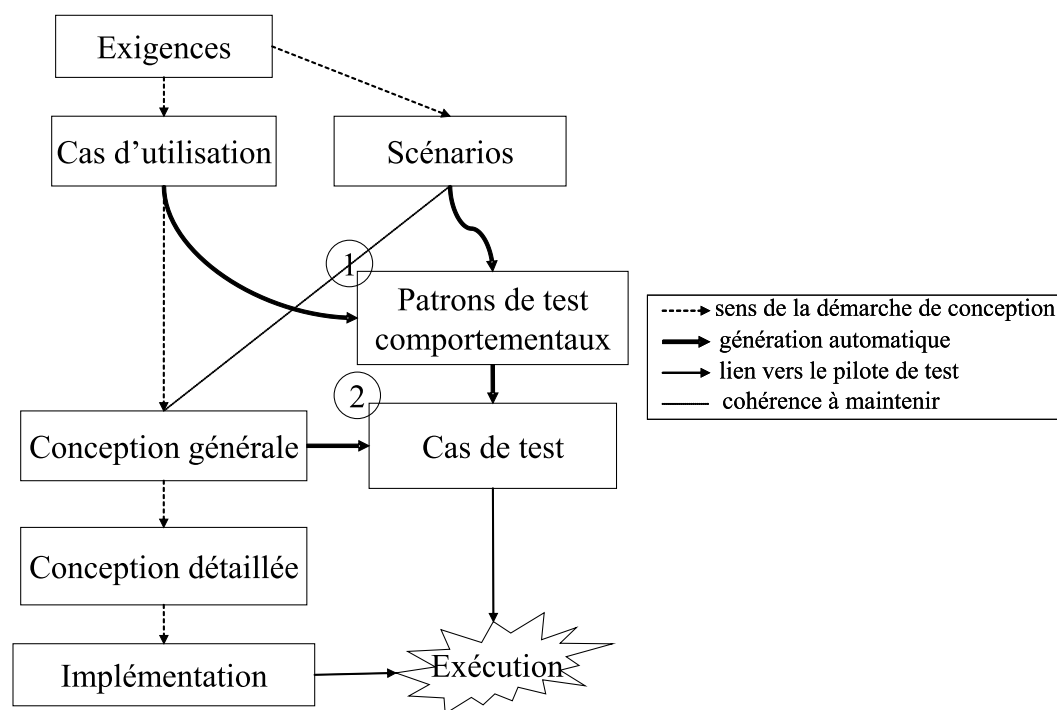 Exigences
Cas d'utilisation
Scénarios
1
Patrons de test
comportementaux
2
Conception générale
Cas de test
Conception détaillée
Implémentation
Exécution
sens de la démarche de conception
génération automatique
lien vers le pilote de test
cohérence à maintenir